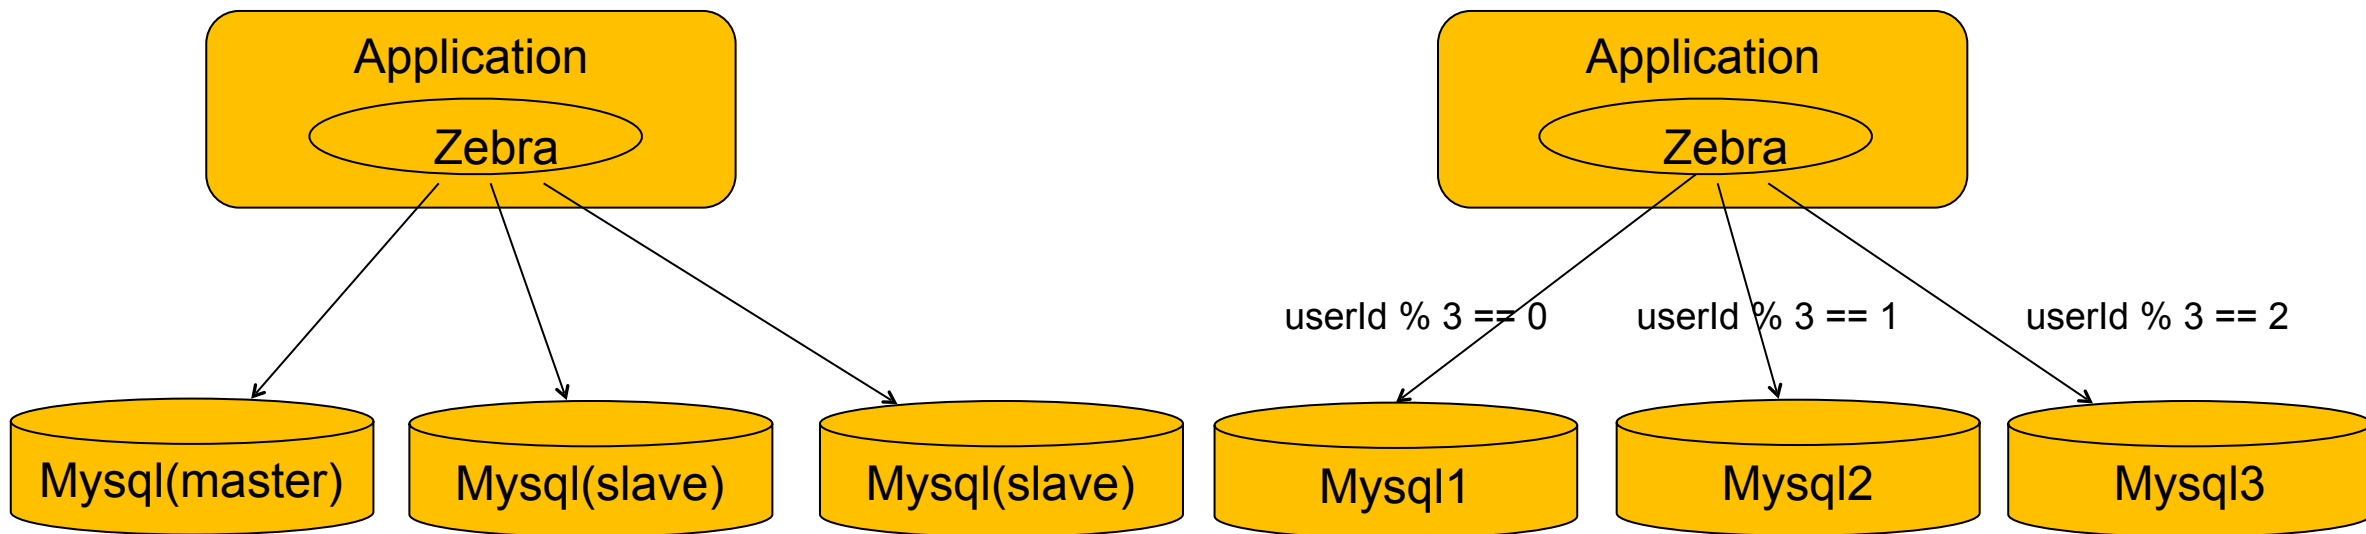 Application
Zebra
Mysql(master)
Mysql(slave)
Mysql(slave)
Application
Zebra
userId % 3 == 0
userId % 3 == 1
userId % 3 == 2
Mysql1
Mysql2
Mysql3